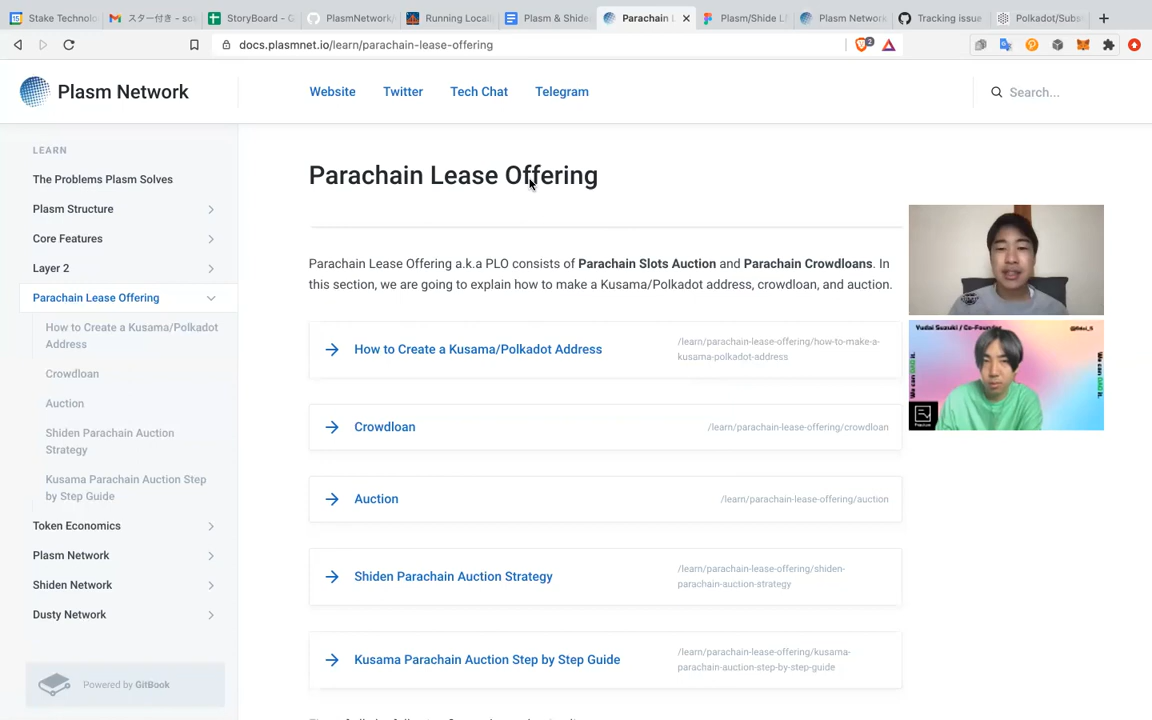 Stake Technolo
スター付き - so
StoryBoard - G
PlasmNetwork/
Running Locall
Plasm & Shide
Parachain L
Plasm/Shide L
Plasm Network
Tracking issue
Polkadot/Subs
docs.plasmnet.io/learn/parachain-lease-offering
2
Plasm Network
Website
Twitter
Tech Chat
Telegram
Search...
LEARN
The Problems Plasm Solves
Plasm Structure
Core Features
Layer 2
Parachain Lease Offering
How to Create a Kusama/Polkadot
Address
Crowdloan
Auction
Shiden Parachain Auction
Strategy
Kusama Parachain Auction Step
by Step Guide
Token Economics
Plasm Network
Shiden Network
Dusty Network
Powered by GitBook
Parachain Lease Offering
Parachain Lease Offering a.k.a PLO consists of Parachain Slots Auction and Parachain Crowdloans. In
this section, we are going to explain how to make a Kusama/Polkadot address, crowdloan, and auction.
How to Create a Kusama/Polkadot Address
/learn/parachain-lease-offering/how-to-make-a-
kusama-polkadot-address
Crowdloan
/learn/parachain-lease-offering/crowdloan
Auction
/learn/parachain-lease-offering/auction
Shiden Parachain Auction Strategy
/learn/parachain-lease-offering/shiden-
parachain-auction-strategy
Kusama Parachain Auction Step by Step Guide
/learn/parachain-lease-offering/kusama-
parachain-auction-step-by-step-guide
Yudai Suzuki / Co-Founder
We can DAO it.